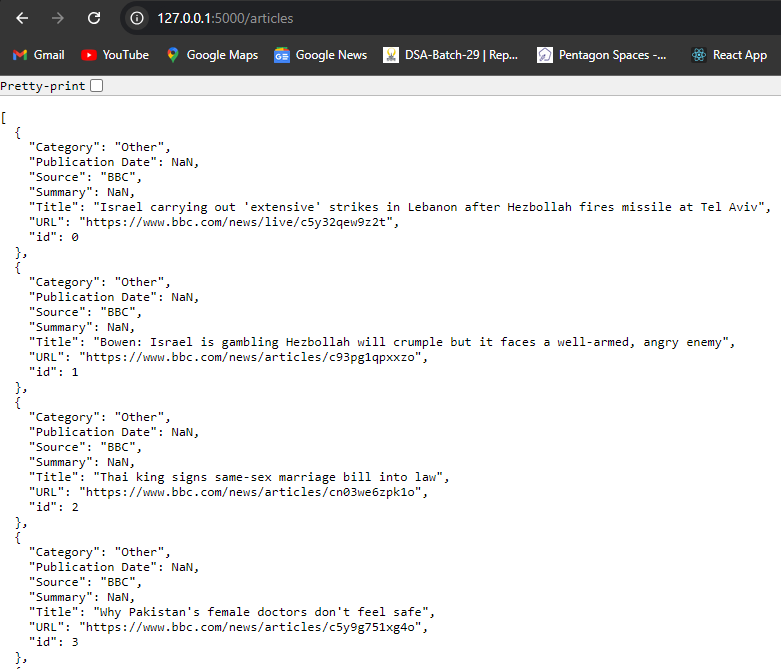 127.0.0.1:5000/articles
Gmail YouTube Google Maps Google News DSA-Batch-29 | Rep... Pentagon Spaces -... React App
Pretty-print
[
  {
    "Category": "Other",
    "Publication Date": NaN,
    "Source": "BBC",
    "Summary": NaN,
    "Title": "Israel carrying out 'extensive' strikes in Lebanon after Hezbollah fires missile at Tel Aviv",
    "URL": "https://www.bbc.com/news/live/c5y32qew9z2t",
    "id": 0
  },
  {
    "Category": "Other",
    "Publication Date": NaN,
    "Source": "BBC",
    "Summary": NaN,
    "Title": "Bowen: Israel is gambling Hezbollah will crumple but it faces a well-armed, angry enemy",
    "URL": "https://www.bbc.com/news/articles/c93pg1qpxxzo",
    "id": 1
  },
  {
    "Category": "Other",
    "Publication Date": NaN,
    "Source": "BBC",
    "Summary": NaN,
    "Title": "Thai king signs same-sex marriage bill into law",
    "URL": "https://www.bbc.com/news/articles/cn03we6zpk1o",
    "id": 2
  },
  {
    "Category": "Other",
    "Publication Date": NaN,
    "Source": "BBC",
    "Summary": NaN,
    "Title": "Why Pakistan's female doctors don't feel safe",
    "URL": "https://www.bbc.com/news/articles/c5y9g751xg4o",
    "id": 3
  },